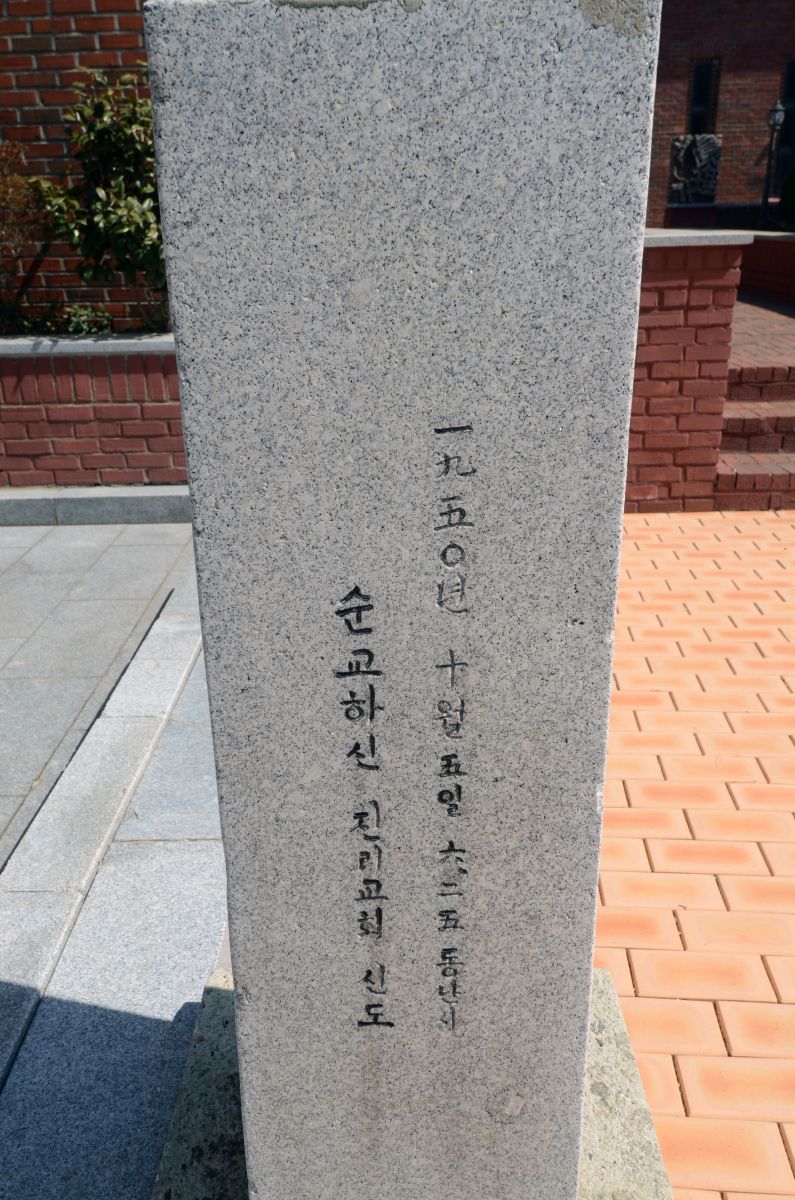 一九五〇년 十월 五일 六二五 동난시
순교하신 진리교회 신도